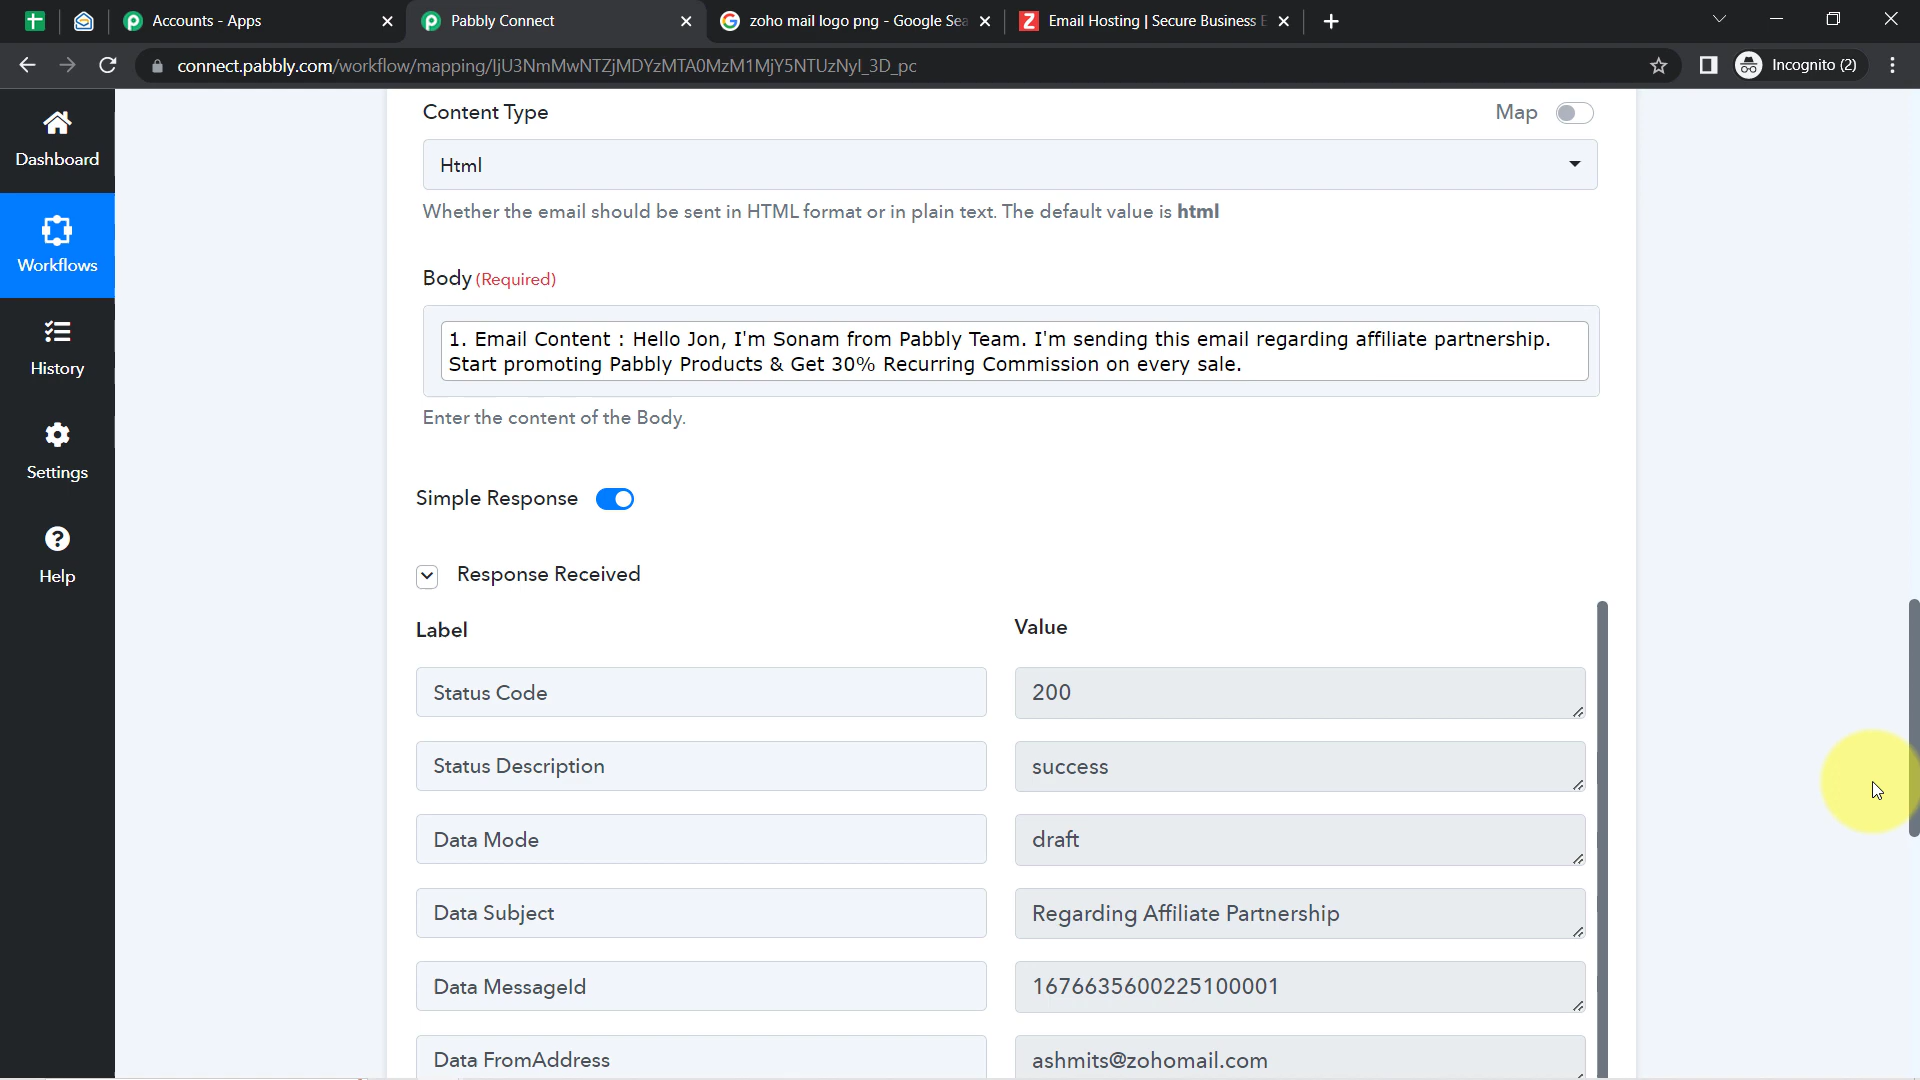 Accounts - Apps
Pabbly Connect
zoho mail logo png - Google Sea
Email Hosting | Secure Business E
connect.pabbly.com/workflow/mapping/IjU3NmMwNTZjMDYzMTA0MzM1MjY5NTUzNyI_3D_pc
Incognito (2)
Dashboard
Workflows
History
Settings
Help
Content Type
Map
Html
Whether the email should be sent in HTML format or in plain text. The default value is html
Body (Required)
1. Email Content : Hello Jon, I'm Sonam from Pabbly Team. I'm sending this email regarding affiliate partnership.
Start promoting Pabbly Products & Get 30% Recurring Commission on every sale.
Enter the content of the Body.
Simple Response
Response Received
Label
Value
Status Code
200
Status Description
success
Data Mode
draft
Data Subject
Regarding Affiliate Partnership
Data MessageId
1676635600225100001
Data FromAddress
ashmits@zohomail.com